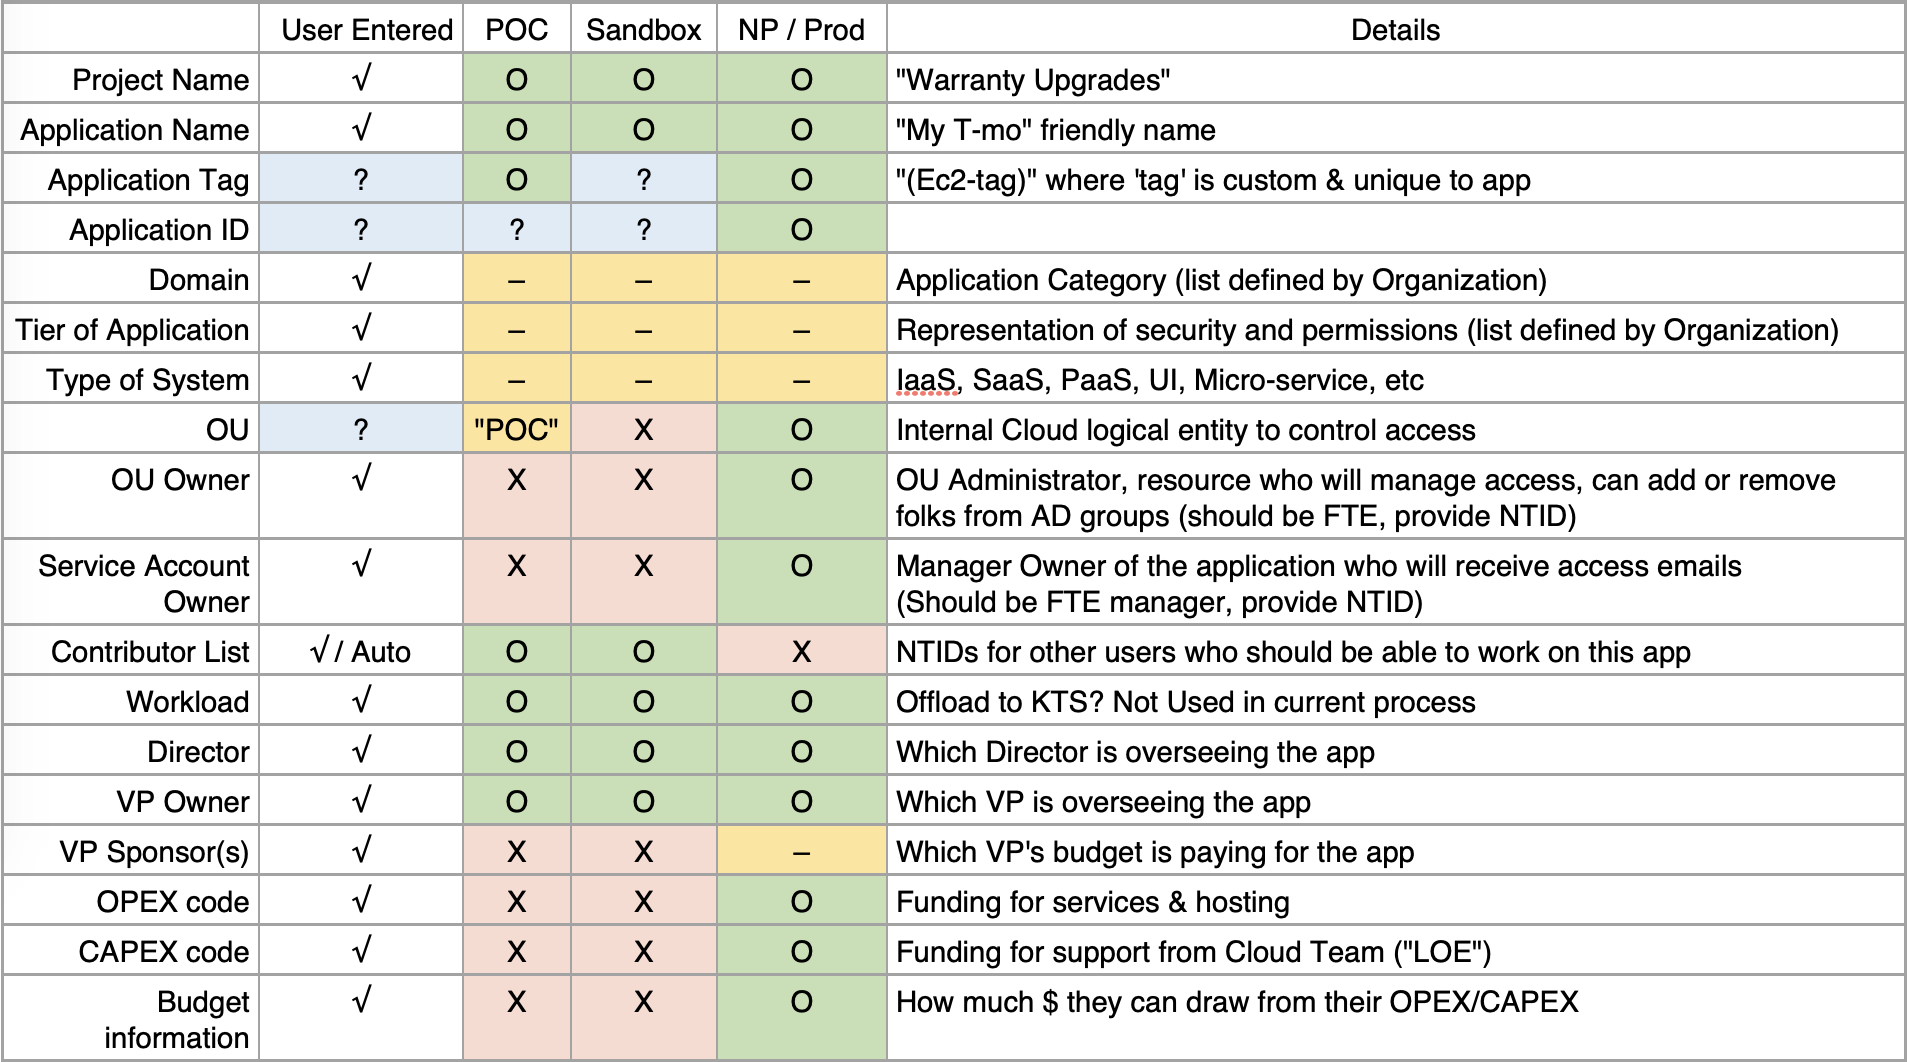 User Entered POC Sandbox NP / Prod Details
Project Name √ O O O "Warranty Upgrades"
Application Name √ O O O "My T-mo" friendly name
Application Tag ? O ? O "(Ec2-tag)" where 'tag' is custom & unique to app
Application ID ? ? ? O
Domain √ – – – Application Category (list defined by Organization)
Tier of Application √ – – – Representation of security and permissions (list defined by Organization)
Type of System √ – – – IaaS, SaaS, PaaS, UI, Micro-service, etc
OU ? "POC" X O Internal Cloud logical entity to control access
OU Owner √ X X O OU Administrator, resource who will manage access, can add or remove
folks from AD groups (should be FTE, provide NTID)
Service Account √ X X O Manager Owner of the application who will receive access emails
Owner (Should be FTE manager, provide NTID)
Contributor List √ / Auto O O X NTIDs for other users who should be able to work on this app
Workload √ O O O Offload to KTS? Not Used in current process
Director √ O O O Which Director is overseeing the app
VP Owner √ O O O Which VP is overseeing the app
VP Sponsor(s) √ X X – Which VP's budget is paying for the app
OPEX code √ X X O Funding for services & hosting
CAPEX code √ X X O Funding for support from Cloud Team ("LOE")
Budget √ X X O How much $ they can draw from their OPEX/CAPEX
information